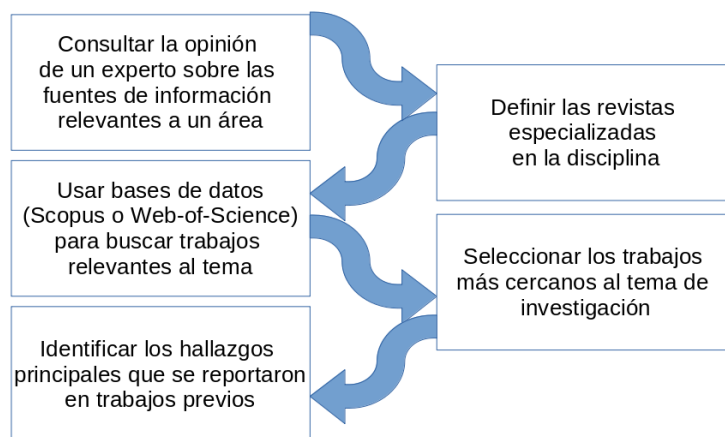 Consultar la opinión
de un experto sobre las
fuentes de información
relevantes a un área
Definir las revistas
especializadas
en la disciplina
Usar bases de datos
(Scopus o Web-of-Science)
para buscar trabajos
relevantes al tema
Seleccionar los trabajos
más cercanos al tema de
investigación
Identificar los hallazgos
principales que se reportaron
en trabajos previos